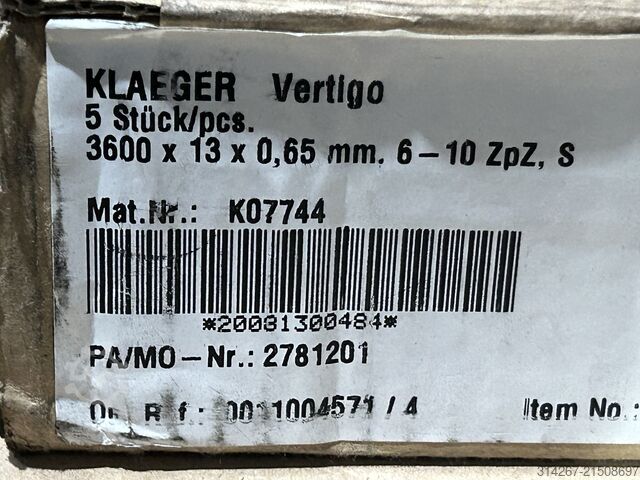 KLAEGER Vertigo
5 Stück/pcs.
3600 x 13 x 0,65 mm. 6-10 ZpZ, S
Mat.Nr.: K07744
*20081300484*
PA/MO-Nr.: 2781201
/ 4 Item No.:
314267-21508697